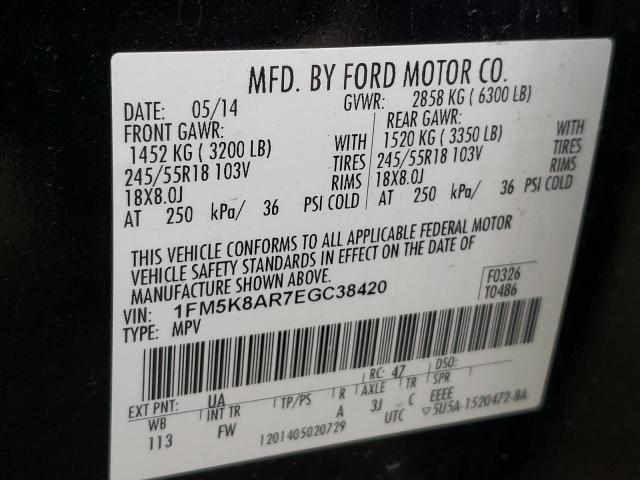 MFD. BY FORD MOTOR CO.
DATE: 05/14 GVWR: 2858 KG ( 6300 LB)
FRONT GAWR: REAR GAWR:
1452 KG ( 3200 LB) WITH 1520 KG ( 3350 LB) WITH
245/55R18 103V TIRES 245/55R18 103V TIRES
18X8.0J RIMS 18X8.0J RIMS
AT 250 kPa/ 36 PSI COLD AT 250 kPa/ 36 PSI COLD
THIS VEHICLE CONFORMS TO ALL APPLICABLE FEDERAL MOTOR
VEHICLE SAFETY STANDARDS IN EFFECT ON THE DATE OF
MANUFACTURE SHOWN ABOVE.
VIN: 1FM5K8AR7EGC38420 F0326
TYPE: MPV T0486
EXT PNT: UA RC: 47 DSO:
WB INT TR TP/PS R AXLE TR SPR
113 FW A 3J C EEEE
1201405020729 UTC ▽5U5A-1520472-BA